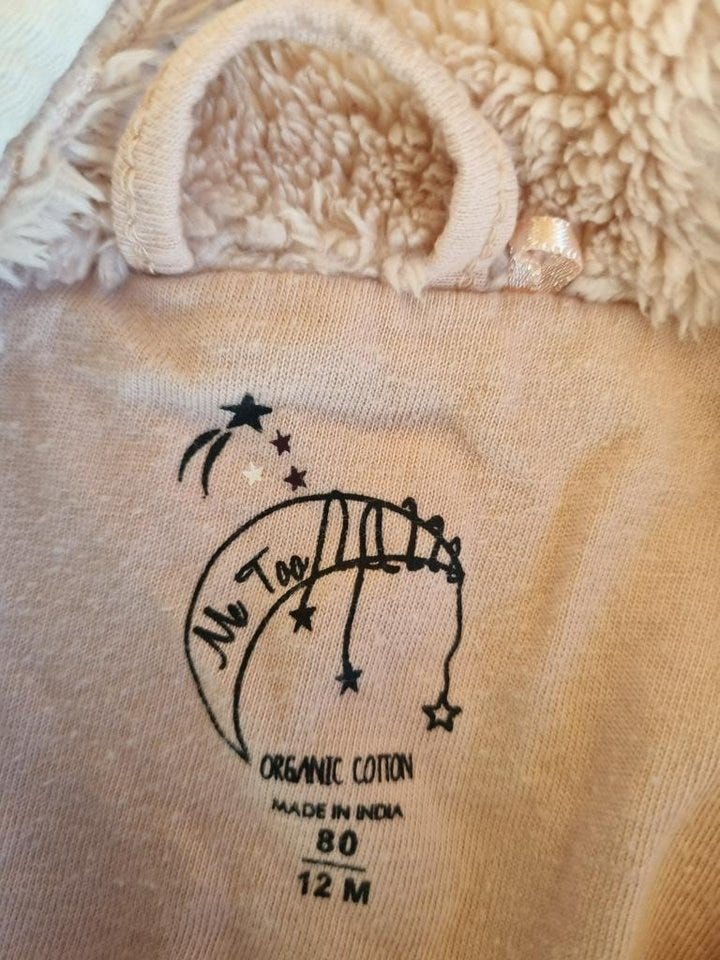 Me Too
ORGANIC COTTON
MADE IN INDIA
80
12 M